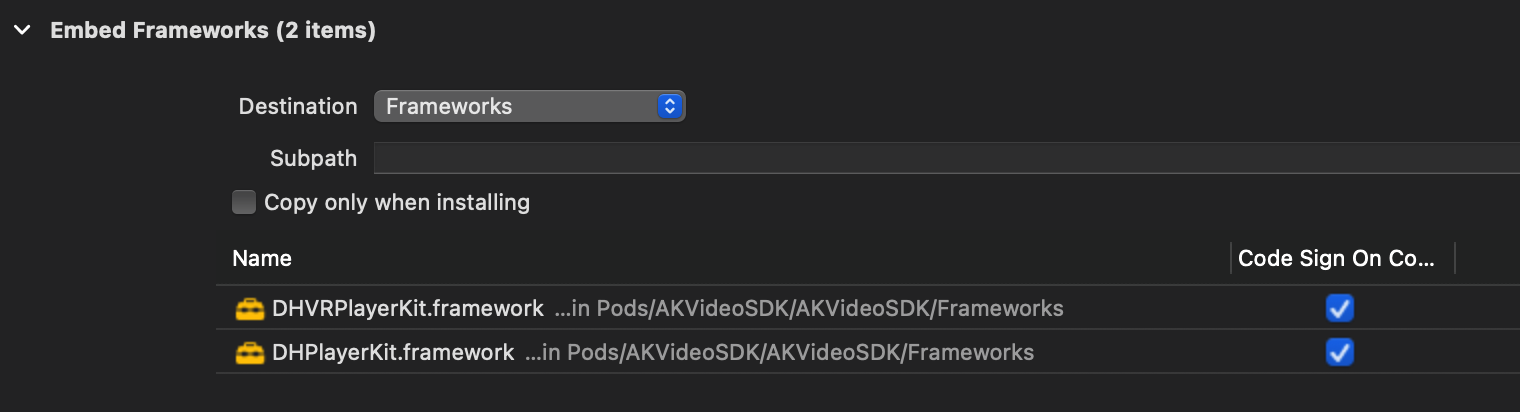 Embed Frameworks (2 items)
Destination Frameworks
Subpath
Copy only when installing
Name Code Sign On Co...
DHVRPlayerKit.framework ...in Pods/AKVideoSDK/AKVideoSDK/Frameworks
DHPlayerKit.framework ...in Pods/AKVideoSDK/AKVideoSDK/Frameworks